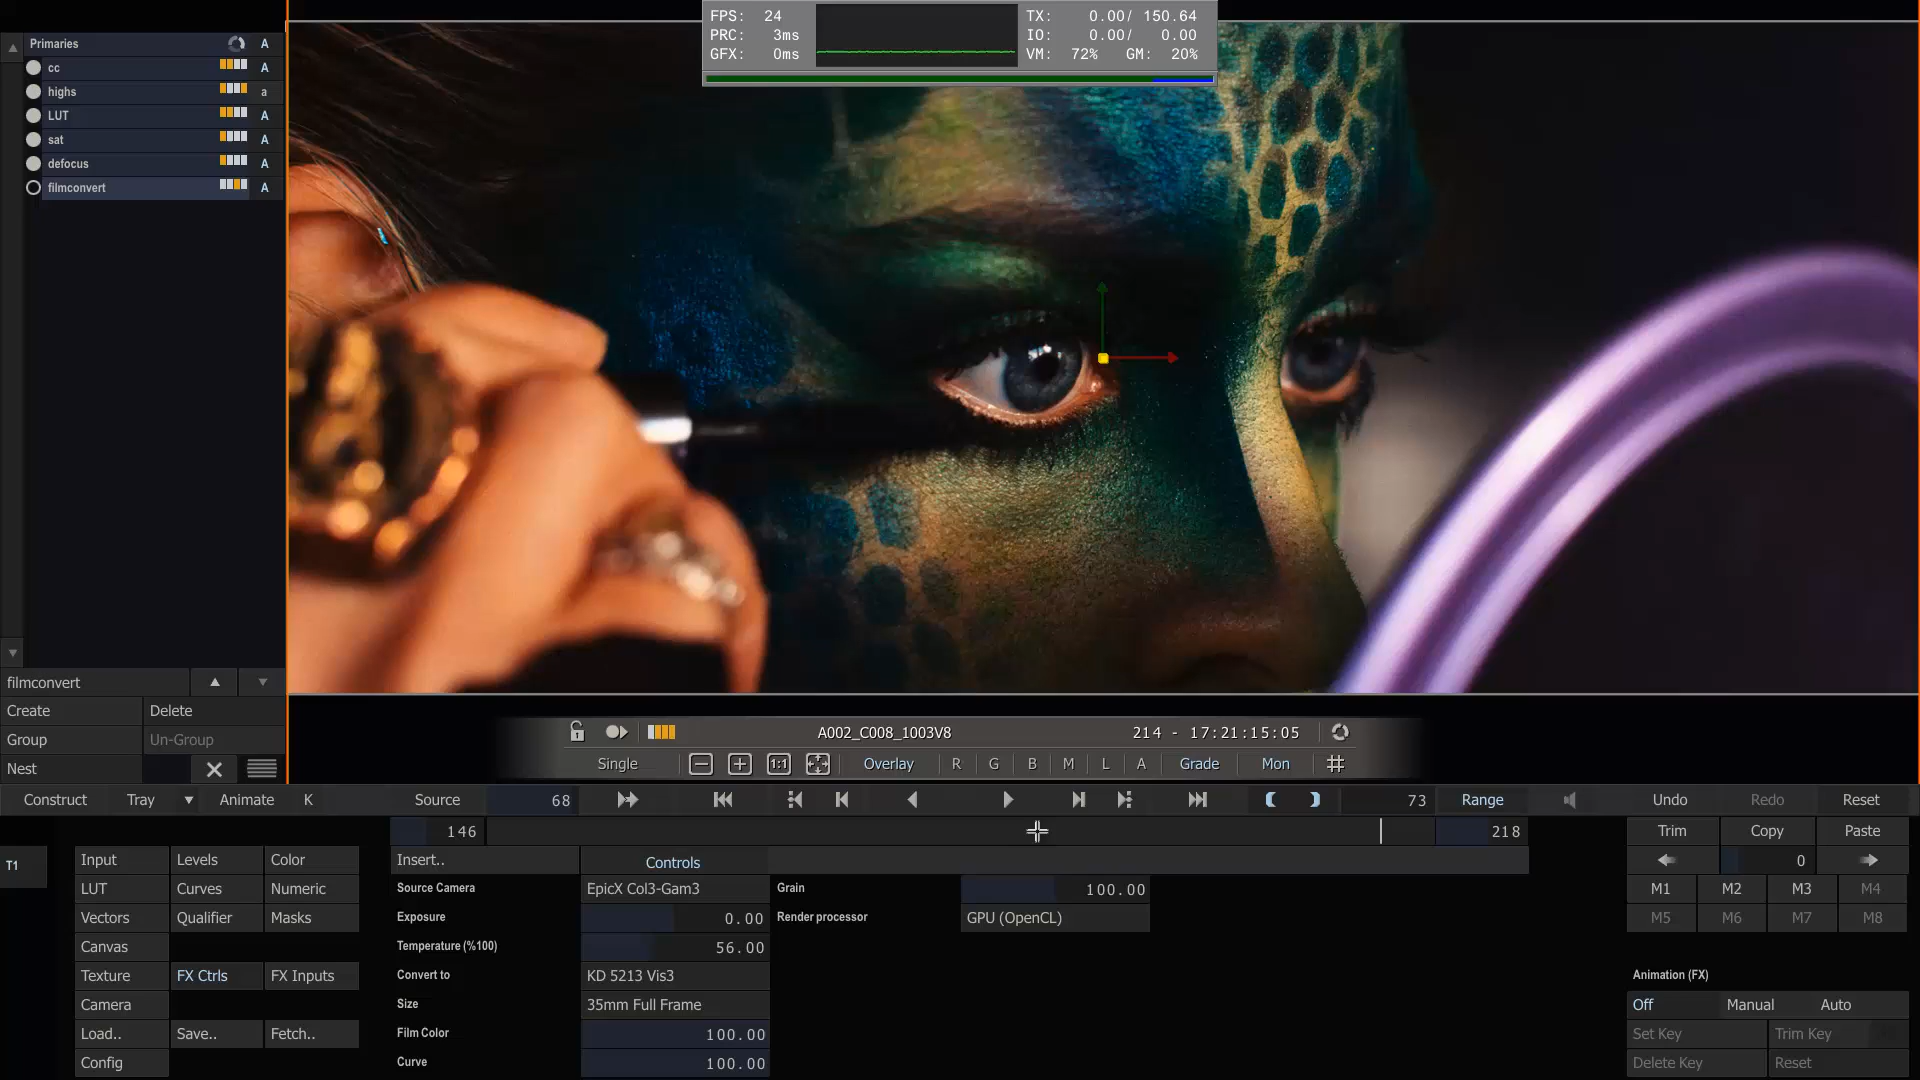 FPS: 24
PRC: 3ms
GFX: 0ms
TX: 0.00/ 150.64
IO: 0.00/ 0.00
VM: 72% GM: 20%
Primaries A
cc A
highs a
LUT A
sat A
defocus A
filmconvert A
filmconvert
Create Delete
Group Un-Group
Nest
A002_C008_1003V8 214 - 17:21:15:05
Single 1:1 Overlay R G B M L A Grade Mon
Construct Tray Animate K Source 68 73 Range Undo Redo Reset
146 218 Trim Copy Paste
T1
Input Levels Color Insert.. Controls 0
LUT Curves Numeric Source Camera EpicX Col3-Gam3 Grain 100.00 M1 M2 M3 M4
Vectors Qualifier Masks Exposure 0.00 Render processor GPU (OpenCL) M5 M6 M7 M8
Canvas Temperature (%100) 56.00
Texture FX Ctrls FX Inputs Convert to KD 5213 Vis3 Animation (FX)
Camera Size 35mm Full Frame Off Manual Auto
Load.. Save.. Fetch.. Film Color 100.00 Set Key Trim Key
Config Curve 100.00 Delete Key Reset